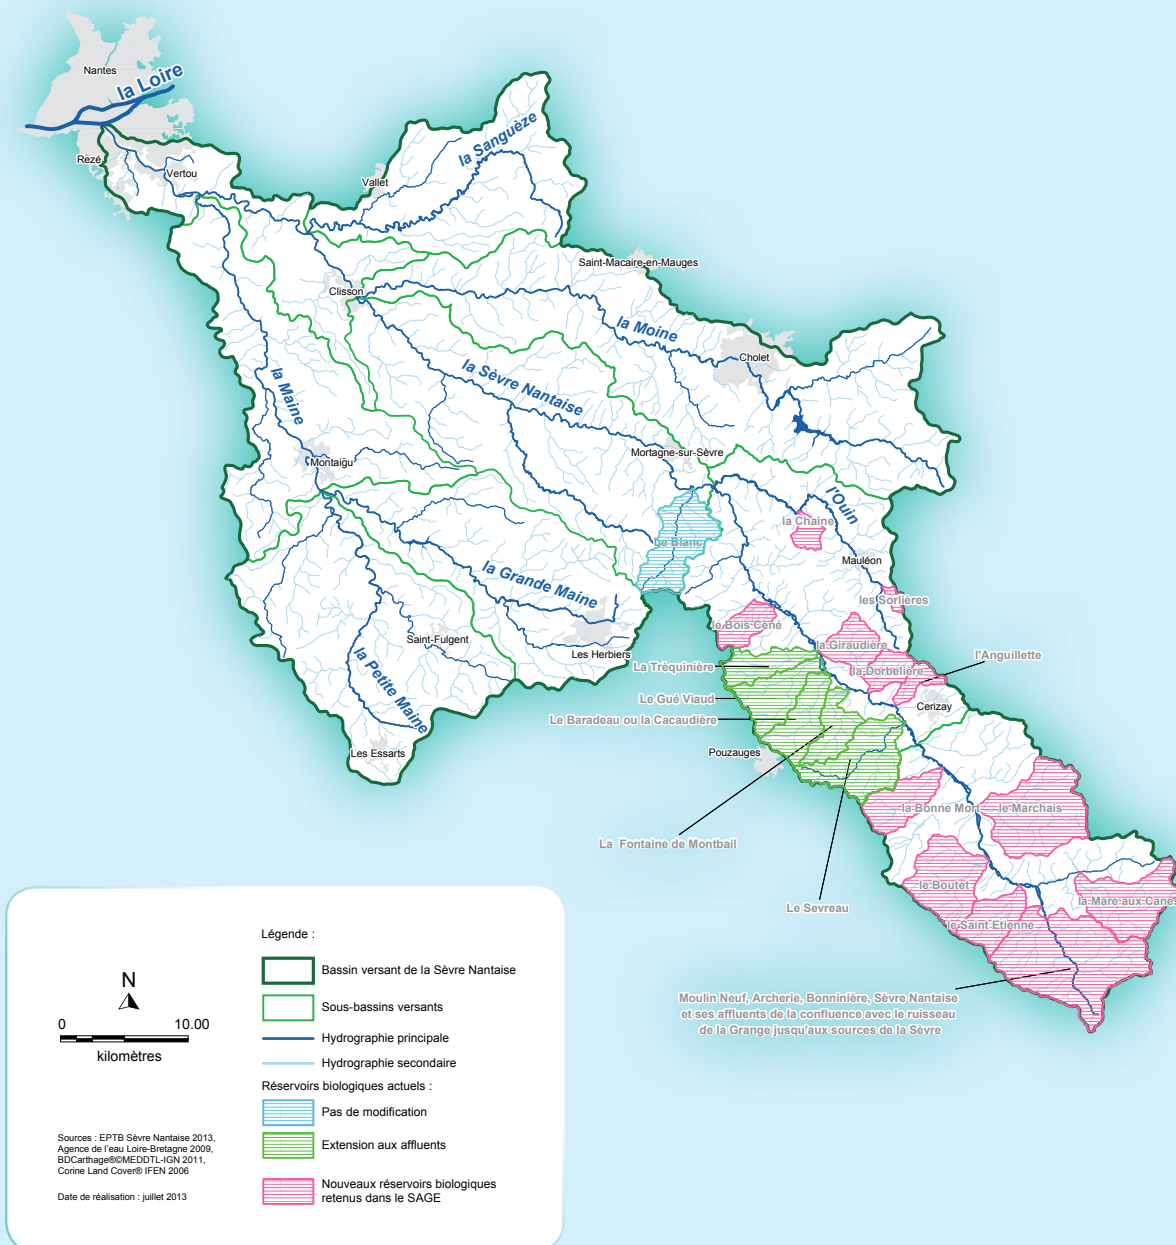 Nantes
la Loire
Rezé
Vertou
Vallet
la Sanguèze
Saint-Macaire-en-Mauges
Clisson
la Moine
Cholet
la Sèvre Nantaise
la Maine
Montaigu
Mortagne-sur-Sèvre
l'Ouin
la Chaine
Le Blanc
Mauléon
la Grande Maine
les Sorlières
le Bois Cené
Saint-Fulgent
Les Herbiers
la Giraudière
l'Anguillette
La Trèquinière
la Dorbelière
la Petite Maine
Le Gué Viaud
Cerizay
Le Baradeau ou la Cacaudière
Les Essarts
Pouzauges
la Bonne Mort
le Marchais
La Fontaine de Montbail
le Boutet
la Mare aux Canes
Le Sevreau
le Saint Etienne
Moulin Neuf, Archerie, Bonninière, Sèvre Nantaise
et ses affluents de la confluence avec le ruisseau
de la Grange jusqu'aux sources de la Sèvre
Légende :
Bassin versant de la Sèvre Nantaise
Sous-bassins versants
Hydrographie principale
Hydrographie secondaire
Réservoirs biologiques actuels :
Pas de modification
Extension aux affluents
Nouveaux réservoirs biologiques
retenus dans le SAGE
N
0 10.00
kilomètres
Sources : EPTB Sèvre Nantaise 2013,
Agence de l'eau Loire-Bretagne 2009,
BDCarthage®©MEDDTL-IGN 2011,
Corine Land Cover® IFEN 2006
Date de réalisation : juillet 2013